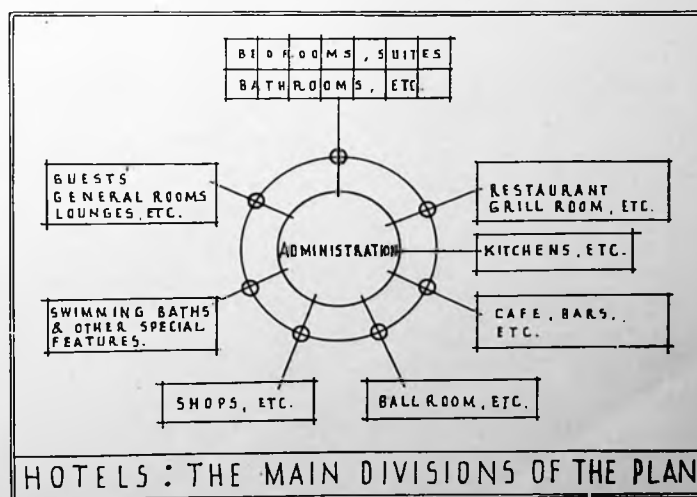 BEDROOMS, SUITES
BATHROOMS, ETC
GUESTS
GENERAL ROOMS
LOUNGES, ETC.
RESTAURANT
GRILL ROOM, ETC.
ADMINISTRATION
KITCHENS, ETC.
SWIMMING BATHS
& OTHER SPECIAL
FEATURES.
CAFE, BARS,
ETC.
SHOPS, ETC.
BALLROOM, ETC.
HOTELS: THE MAIN DIVISIONS OF THE PLAN